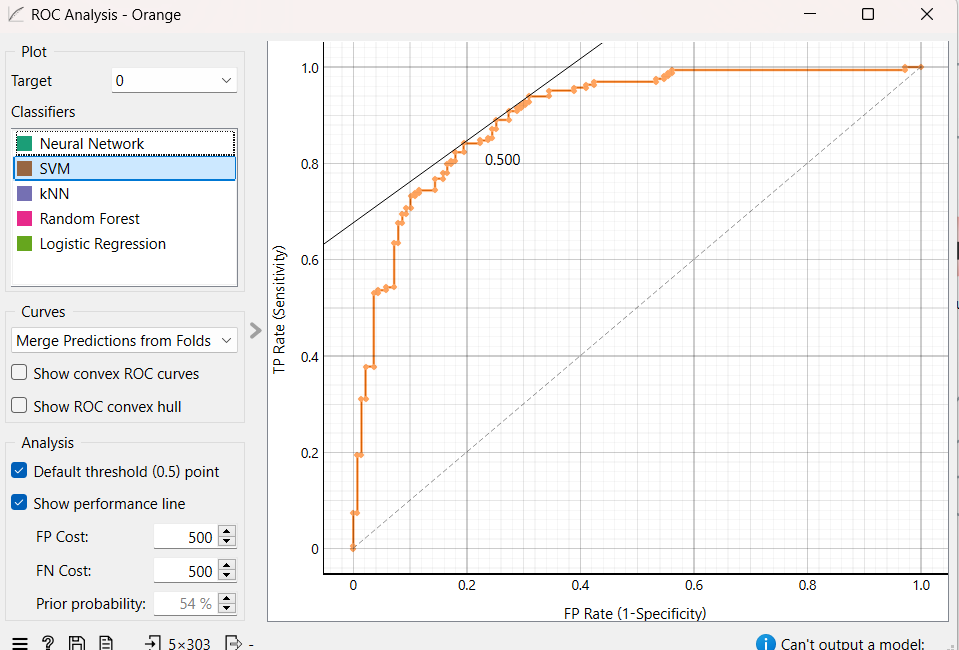 ROC Analysis - Orange
Plot
Target 0
Classifiers
Neural Network
SVM
kNN
Random Forest
Logistic Regression
Curves
Merge Predictions from Folds
Show convex ROC curves
Show ROC convex hull
Analysis
Default threshold (0.5) point
Show performance line
FP Cost: 500
FN Cost: 500
Prior probability: 54 %
5×303 -
TP Rate (Sensitivity)
1.0
0.8
0.6
0.4
0.2
0
0.500
0 0.2 0.4 0.6 0.8 1.0
FP Rate (1-Specificity)
Can't output a model: